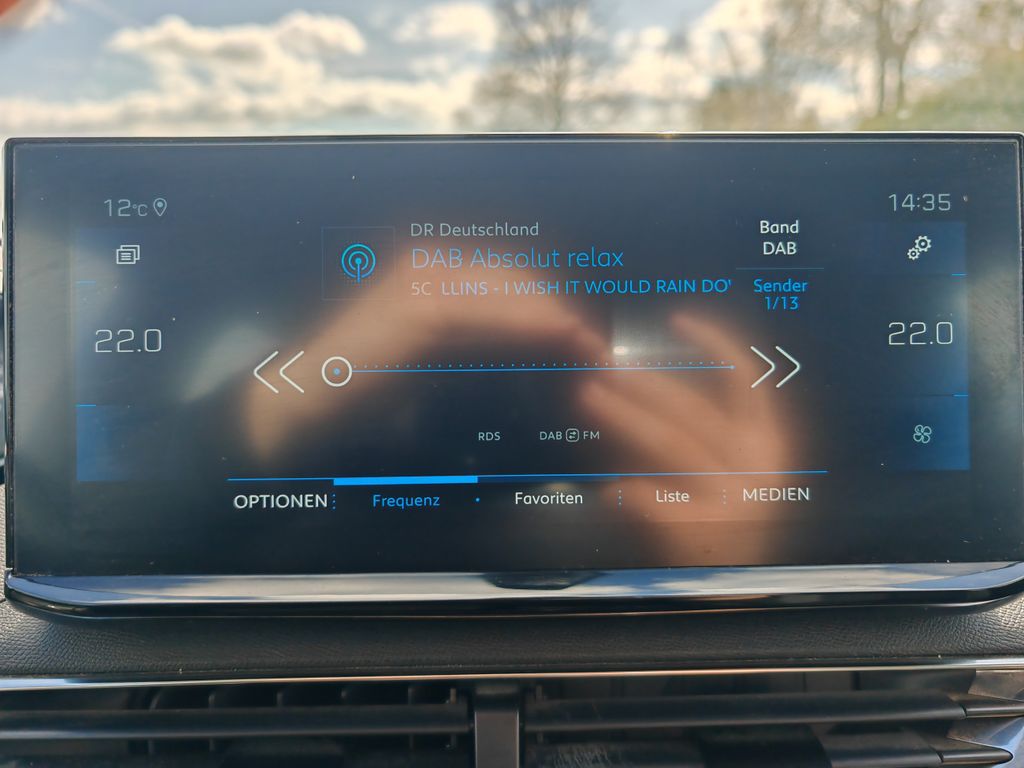 12°C
14:35
DR Deutschland
DAB Absolut relax
5C LLINS - I WISH IT WOULD RAIN DO
Band
DAB
Sender
1/13
22.0
22.0
RDS
DAB FM
OPTIONEN
Frequenz
Favoriten
Liste
MEDIEN